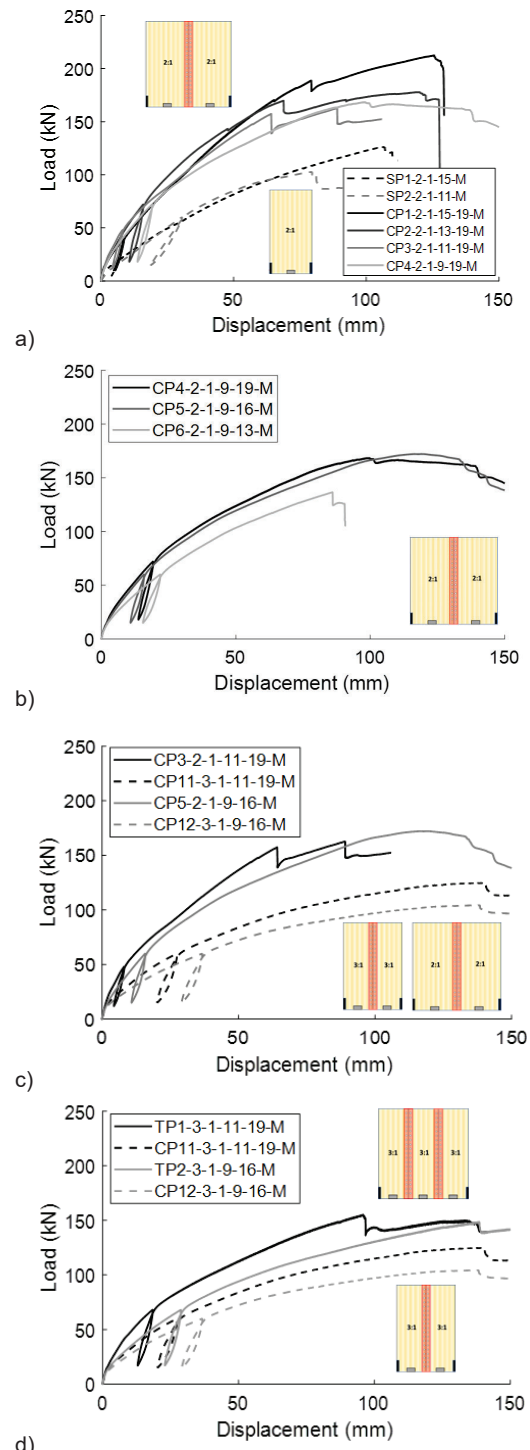 250
200
150
100
50
0
Load (kN)
2:1 2:1
2:1
SP1-2-1-15-M
SP2-2-1-11-M
CP1-2-1-15-19-M
CP2-2-1-13-19-M
CP3-2-1-11-19-M
CP4-2-1-9-19-M
0 50 100 150
Displacement (mm)
a)
250
200
150
100
50
0
Load (kN)
CP4-2-1-9-19-M
CP5-2-1-9-16-M
CP6-2-1-9-13-M
2:1 2:1
0 50 100 150
Displacement (mm)
b)
250
200
150
100
50
0
Load (kN)
CP3-2-1-11-19-M
CP11-3-1-11-19-M
CP5-2-1-9-16-M
CP12-3-1-9-16-M
3:1 3:1 2:1 2:1
0 50 100 150
Displacement (mm)
c)
250
200
150
100
50
0
Load (kN)
TP1-3-1-11-19-M
CP11-3-1-11-19-M
TP2-3-1-9-16-M
CP12-3-1-9-16-M
3:1 3:1 3:1
3:1 3:1
0 50 100 150
Displacement (mm)
d)